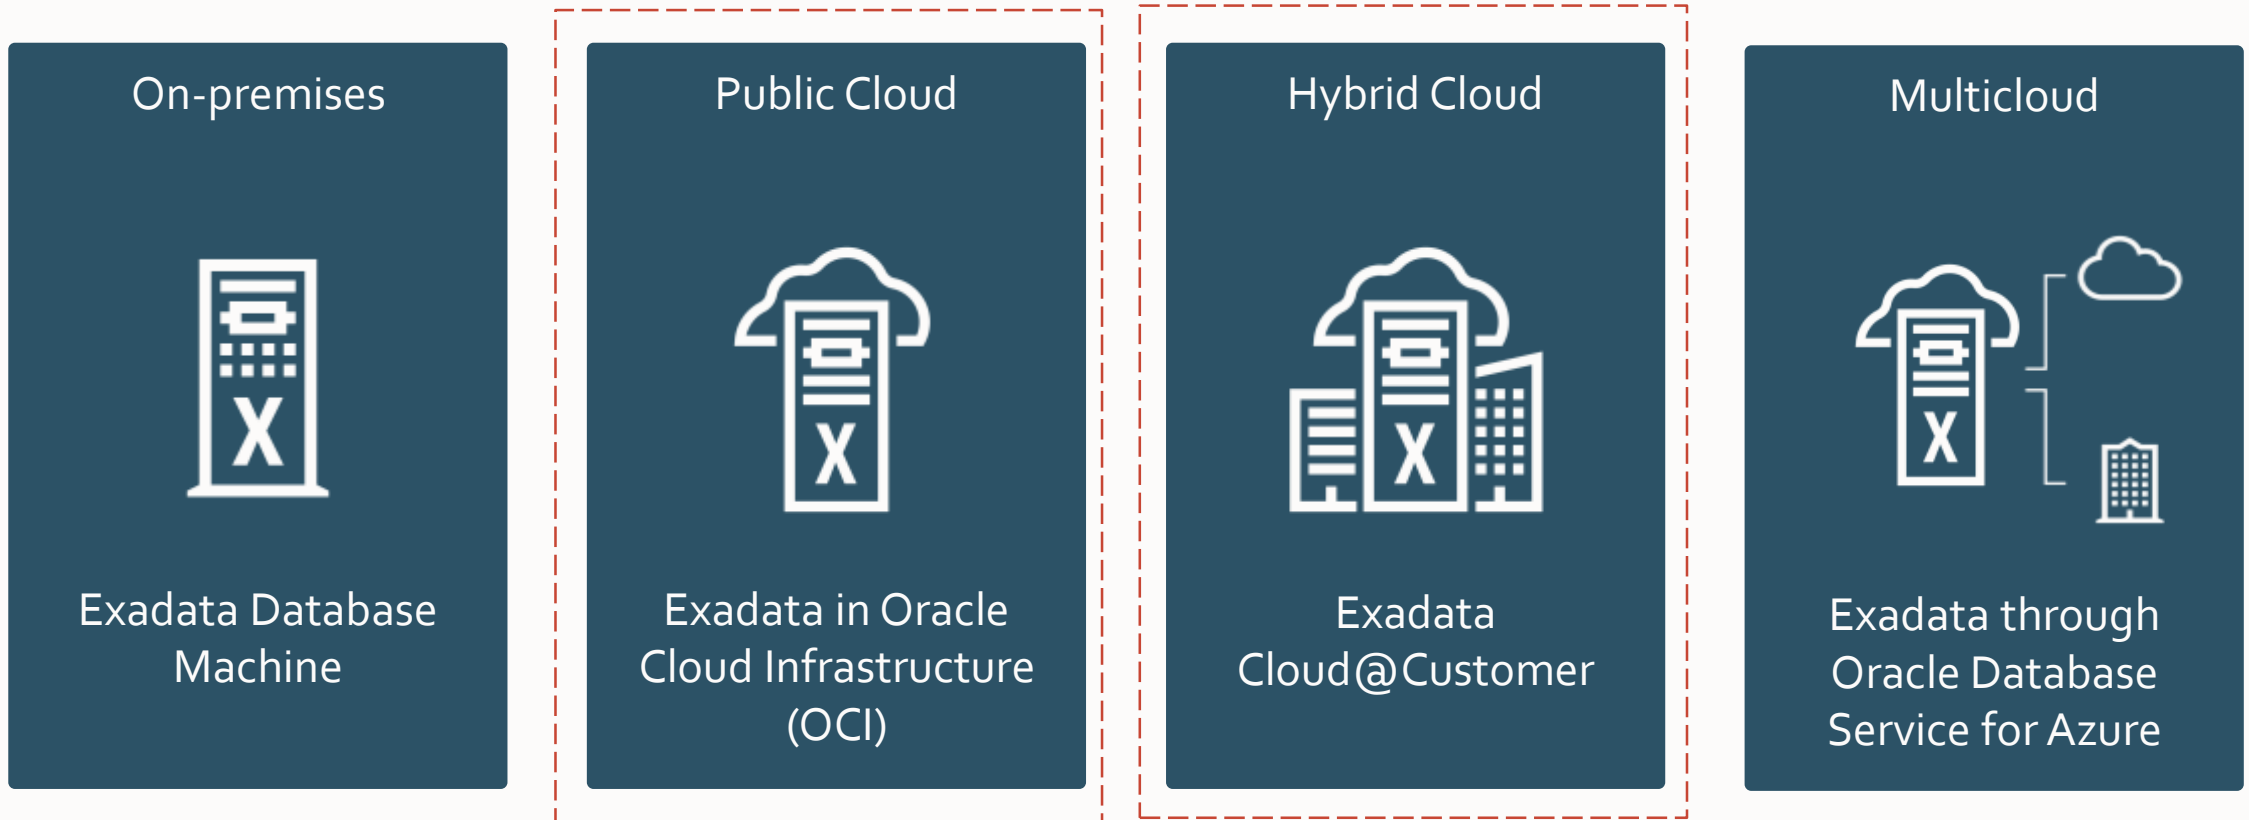 On-premises
X
Exadata Database
Machine
Public Cloud
X
Exadata in Oracle
Cloud Infrastructure
(OCI)
Hybrid Cloud
X
Exadata
Cloud@Customer
Multicloud
X
Exadata through
Oracle Database
Service for Azure